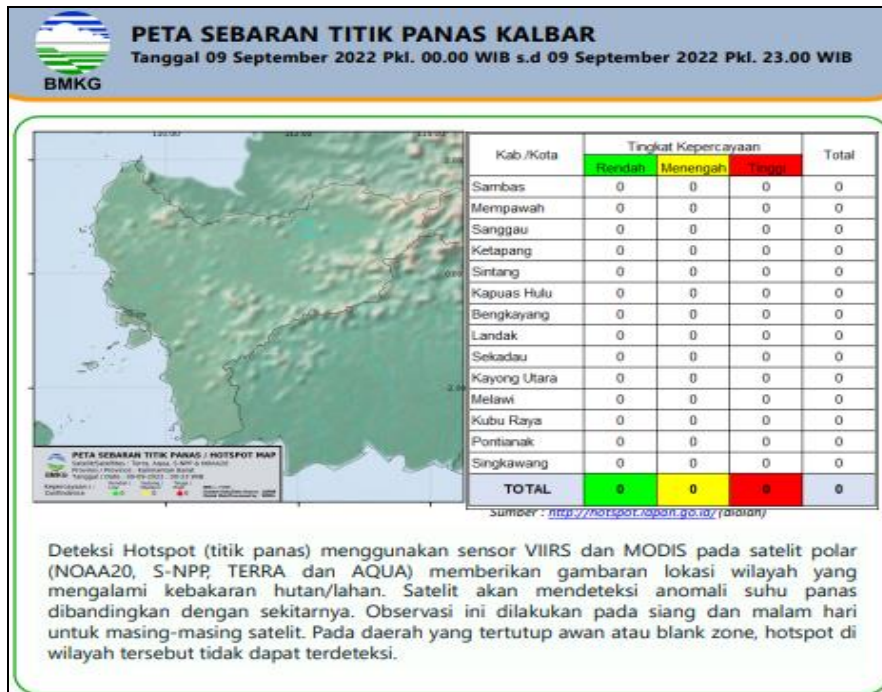 PETA SEBARAN TITIK PANAS KALBAR
Tanggal 09 September 2022 Pkl. 00.00 WIB s.d 09 September 2022 Pkl. 23.00 WIB
BMKG
Kab./Kota Tingkat Kepercayaan Total
Rendah Menengah Tinggi
Sambas 0 0 0 0
Mempawah 0 0 0 0
Sanggau 0 0 0 0
Ketapang 0 0 0 0
Sintang 0 0 0 0
Kapuas Hulu 0 0 0 0
Bengkayang 0 0 0 0
Landak 0 0 0 0
Sekadau 0 0 0 0
Kayong Utara 0 0 0 0
Melawi 0 0 0 0
Kubu Raya 0 0 0 0
Pontianak 0 0 0 0
Singkawang 0 0 0 0
TOTAL 0 0 0 0
PETA SEBARAN TITIK PANAS / HOTSPOT MAP
Sumber : http://hotspot.lapan.go.id/ (diolah)
Deteksi Hotspot (titik panas) menggunakan sensor VIIRS dan MODIS pada satelit polar
(NOAA20, S-NPP, TERRA dan AQUA) memberikan gambaran lokasi wilayah yang
mengalami kebakaran hutan/lahan. Satelit akan mendeteksi anomali suhu panas
dibandingkan dengan sekitarnya. Observasi ini dilakukan pada siang dan malam hari
untuk masing-masing satelit. Pada daerah yang tertutup awan atau blank zone, hotspot di
wilayah tersebut tidak dapat terdeteksi.